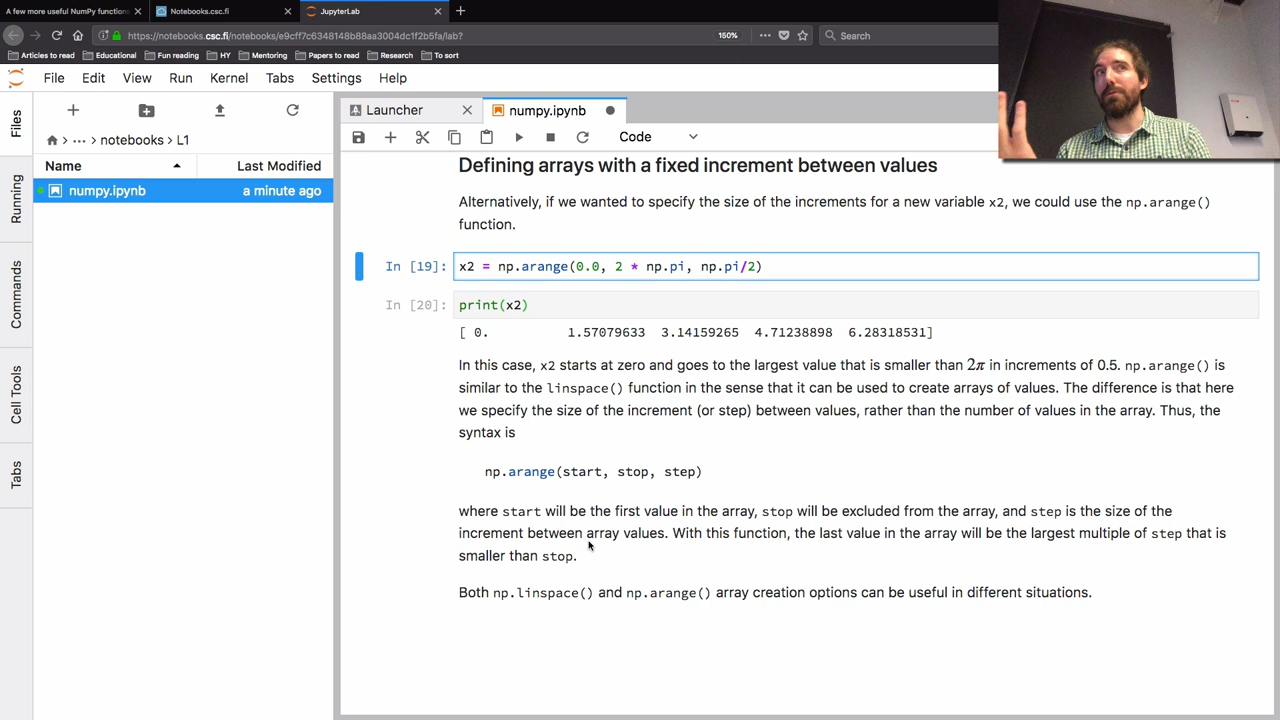 A few more useful NumPy functions
Notebooks.csc.fi
JupyterLab
https://notebooks.csc.fi/notebooks/e9cff7c6348148b88aa3004dc1f2b5fa/lab?
150%
Search
Articles to read
Educational
Fun reading
HY
Mentoring
Papers to read
Research
To sort
File
Edit
View
Run
Kernel
Tabs
Settings
Help
Files
Running
Commands
Cell Tools
Tabs
… > notebooks > L1
Name
Last Modified
numpy.ipynb
a minute ago
Launcher
numpy.ipynb
Code
Defining arrays with a fixed increment between values
Alternatively, if we wanted to specify the size of the increments for a new variable x2, we could use the np.arange()
function.
In [19]: x2 = np.arange(0.0, 2 * np.pi, np.pi/2)
In [20]: print(x2)
[ 0. 1.57079633 3.14159265 4.71238898 6.28318531]
In this case, x2 starts at zero and goes to the largest value that is smaller than 2π in increments of 0.5. np.arange() is
similar to the linspace() function in the sense that it can be used to create arrays of values. The difference is that here
we specify the size of the increment (or step) between values, rather than the number of values in the array. Thus, the
syntax is
np.arange(start, stop, step)
where start will be the first value in the array, stop will be excluded from the array, and step is the size of the
increment between array values. With this function, the last value in the array will be the largest multiple of step that is
smaller than stop.
Both np.linspace() and np.arange() array creation options can be useful in different situations.